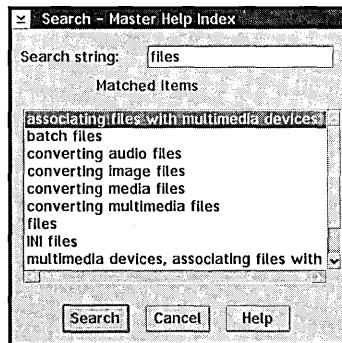 Search - Master Help Index
Search string: files
Matched items
associating files with multimedia devices
batch files
converting audio files
converting image files
converting media files
converting multimedia files
files
INI files
multimedia devices, associating files with
Search Cancel Help